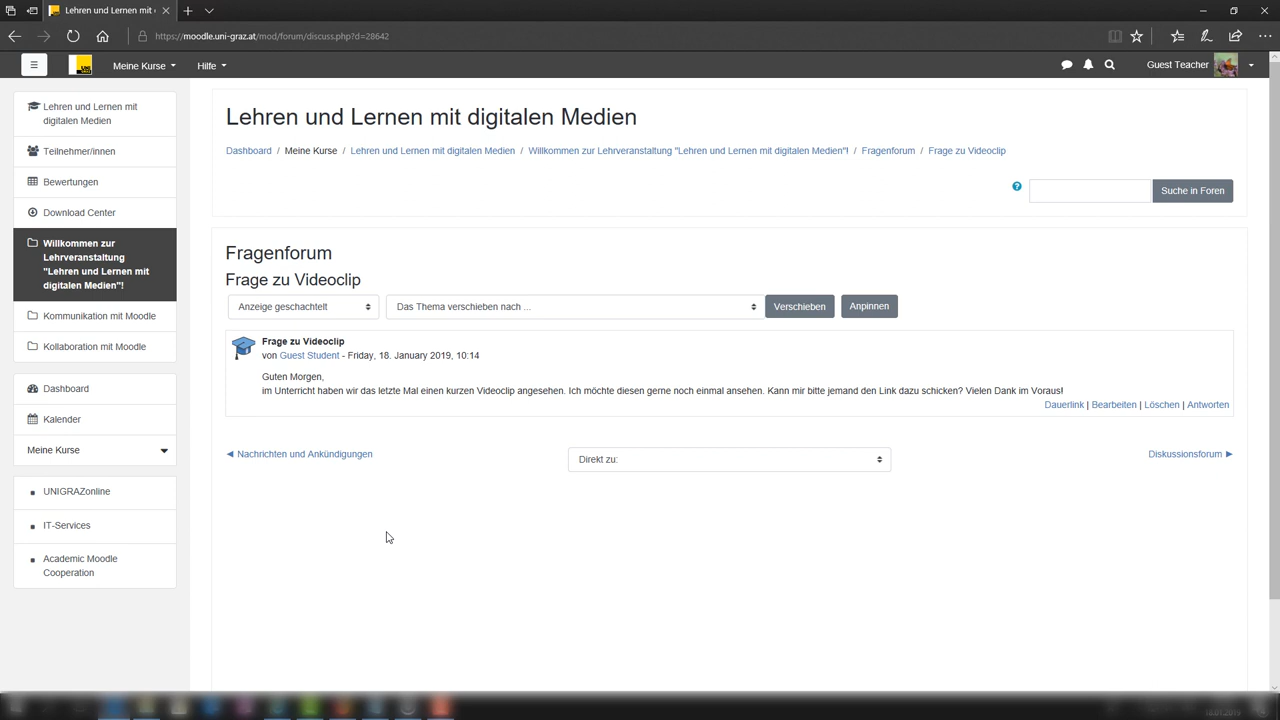 Lehren und Lernen mit
https://moodle.uni-graz.at/mod/forum/discuss.php?d=28642
UNI GRAZ
Meine Kurse
Hilfe
Guest Teacher
Lehren und Lernen mit
digitalen Medien
Teilnehmer/innen
Bewertungen
Download Center
Willkommen zur
Lehrveranstaltung
"Lehren und Lernen mit
digitalen Medien"!
Kommunikation mit Moodle
Kollaboration mit Moodle
Dashboard
Kalender
Meine Kurse
UNIGRAZonline
IT-Services
Academic Moodle
Cooperation
Lehren und Lernen mit digitalen Medien
Dashboard / Meine Kurse / Lehren und Lernen mit digitalen Medien / Willkommen zur Lehrveranstaltung "Lehren und Lernen mit digitalen Medien"! / Fragenforum / Frage zu Videoclip
Suche in Foren
Fragenforum
Frage zu Videoclip
Anzeige geschachtelt
Das Thema verschieben nach ...
Verschieben
Anpinnen
Frage zu Videoclip
von Guest Student - Friday, 18. January 2019, 10:14
Guten Morgen,
im Unterricht haben wir das letzte Mal einen kurzen Videoclip angesehen. Ich möchte diesen gerne noch einmal ansehen. Kann mir bitte jemand den Link dazu schicken? Vielen Dank im Voraus!
Dauerlink | Bearbeiten | Löschen | Antworten
◀ Nachrichten und Ankündigungen
Direkt zu:
Diskussionsforum ▶